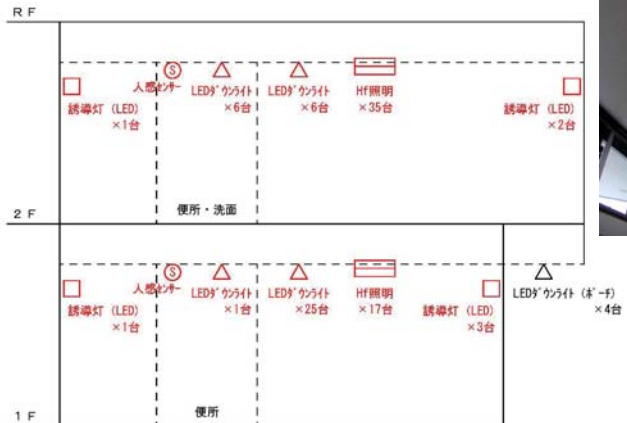 RF
人感センサー
LEDダウンライト
×6台
LEDダウンライト
×6台
Hf照明
×35台
誘導灯 (LED)
×1台
誘導灯 (LED)
×2台
便所・洗面
2F
人感センサー
LEDダウンライト
×1台
LEDダウンライト
×25台
Hf照明
×17台
誘導灯 (LED)
×1台
誘導灯 (LED)
×3台
LEDダウンライト (ポーチ)
×4台
便所
1F
S
S